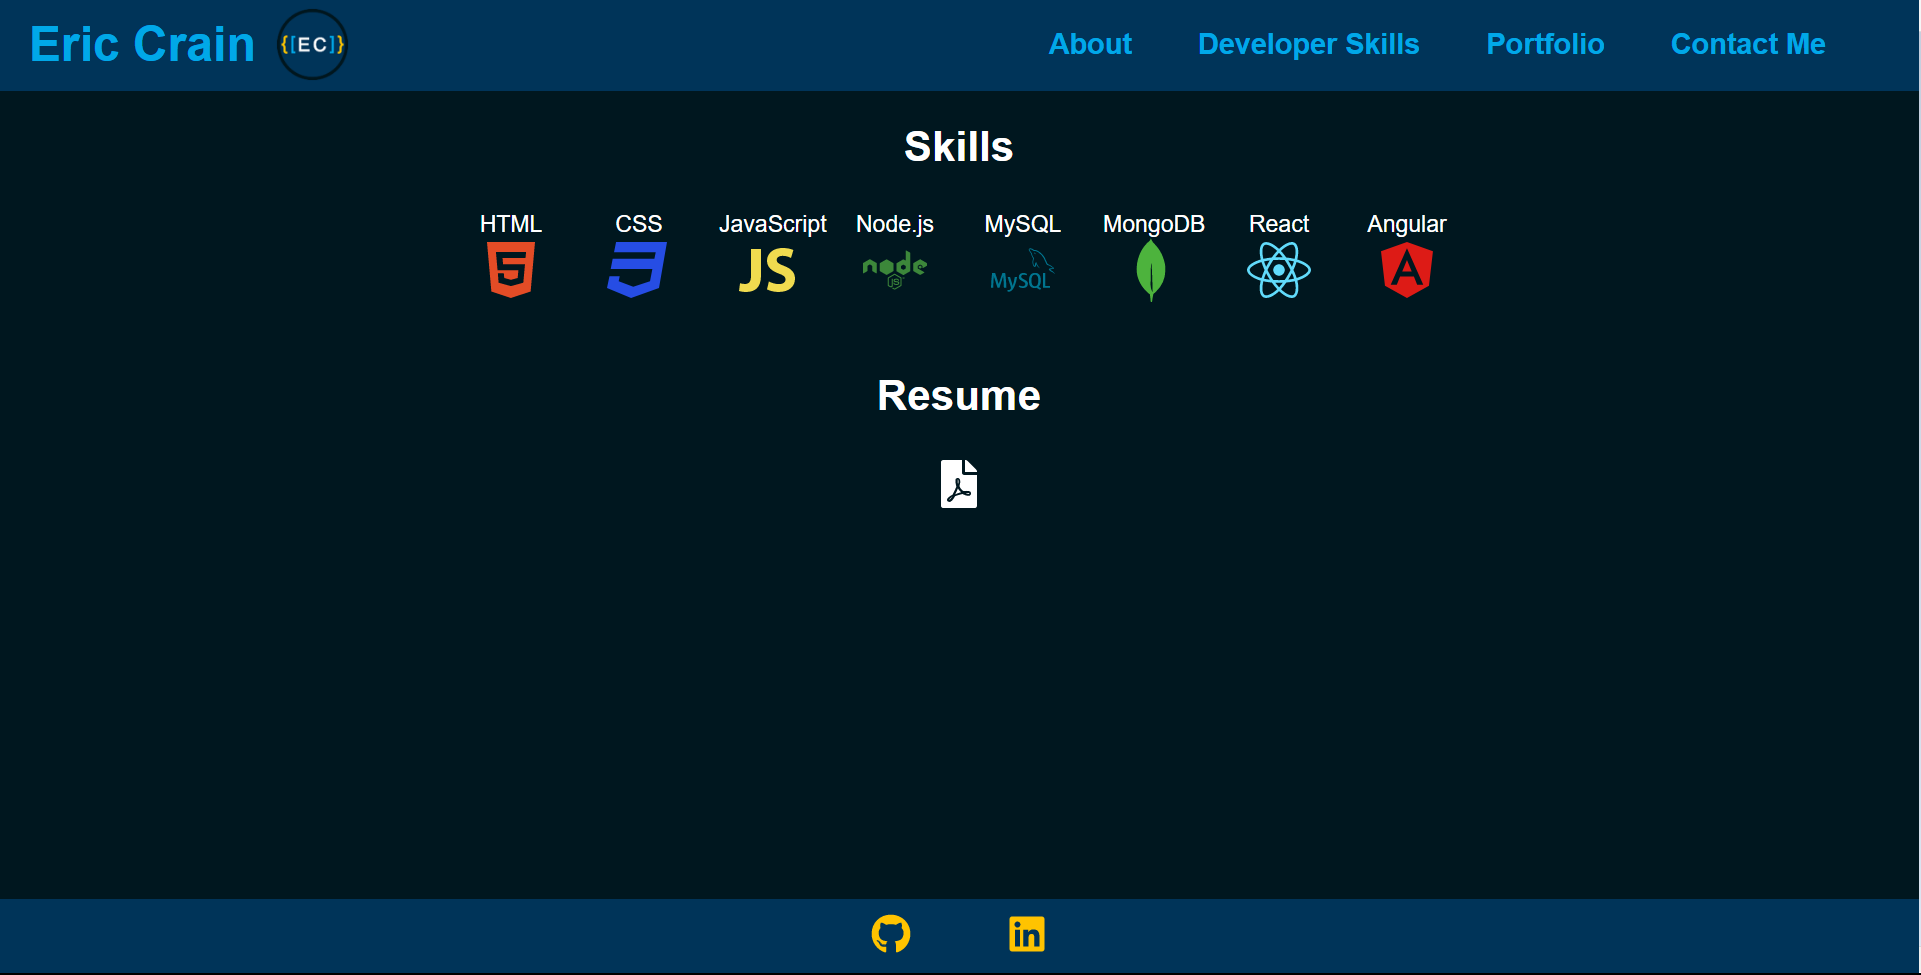 Eric Crain {[EC]} About Developer Skills Portfolio Contact Me
Skills
HTML CSS JavaScript Node.js MySQL MongoDB React Angular
5 JS node JS MySQL A
Resume
in